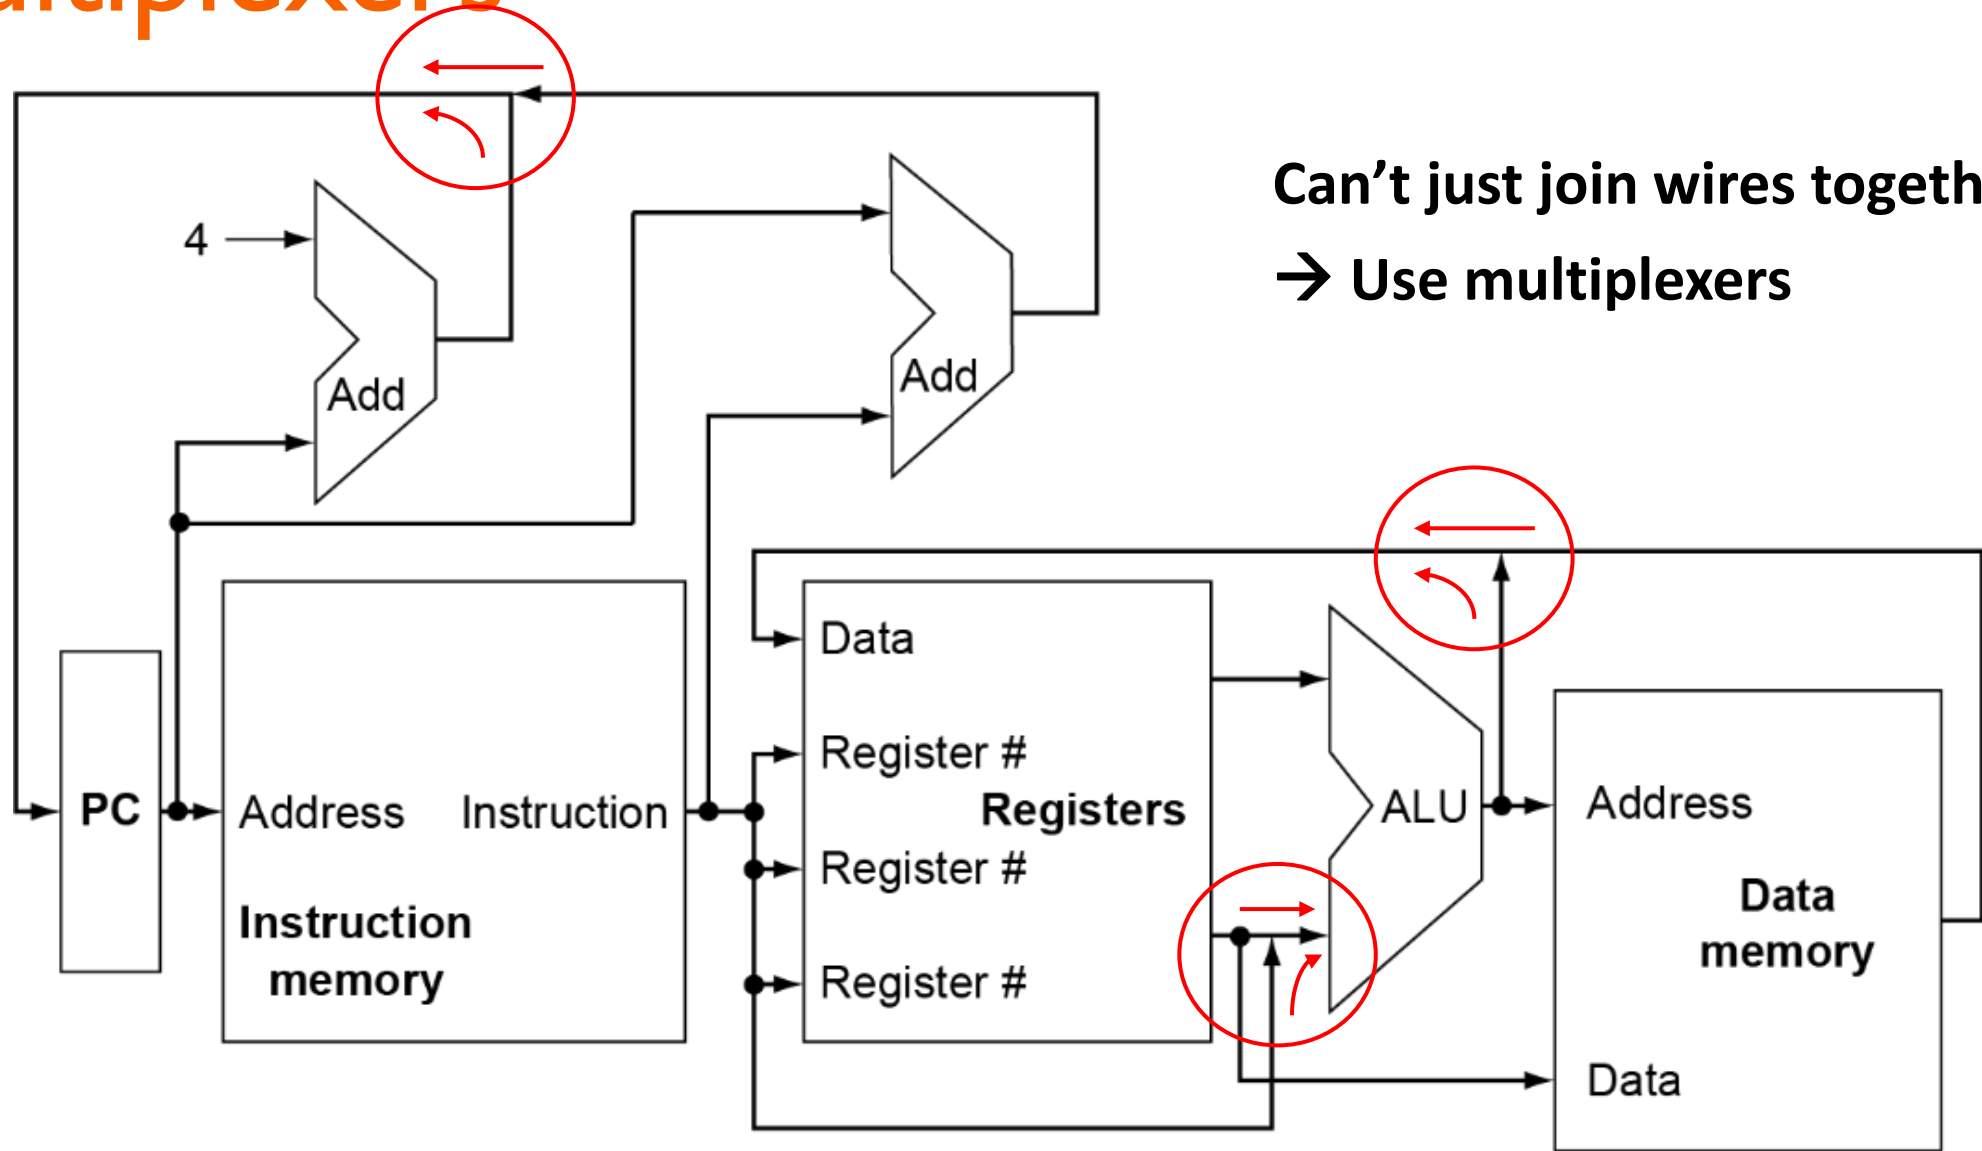 Can't just join wires
→ Use multiplexers
4
Add
Add
Data
Register #
Registers
Register #
Register #
PC
Address
Instruction
Instruction
memory
ALU
Address
Data
memory
Data